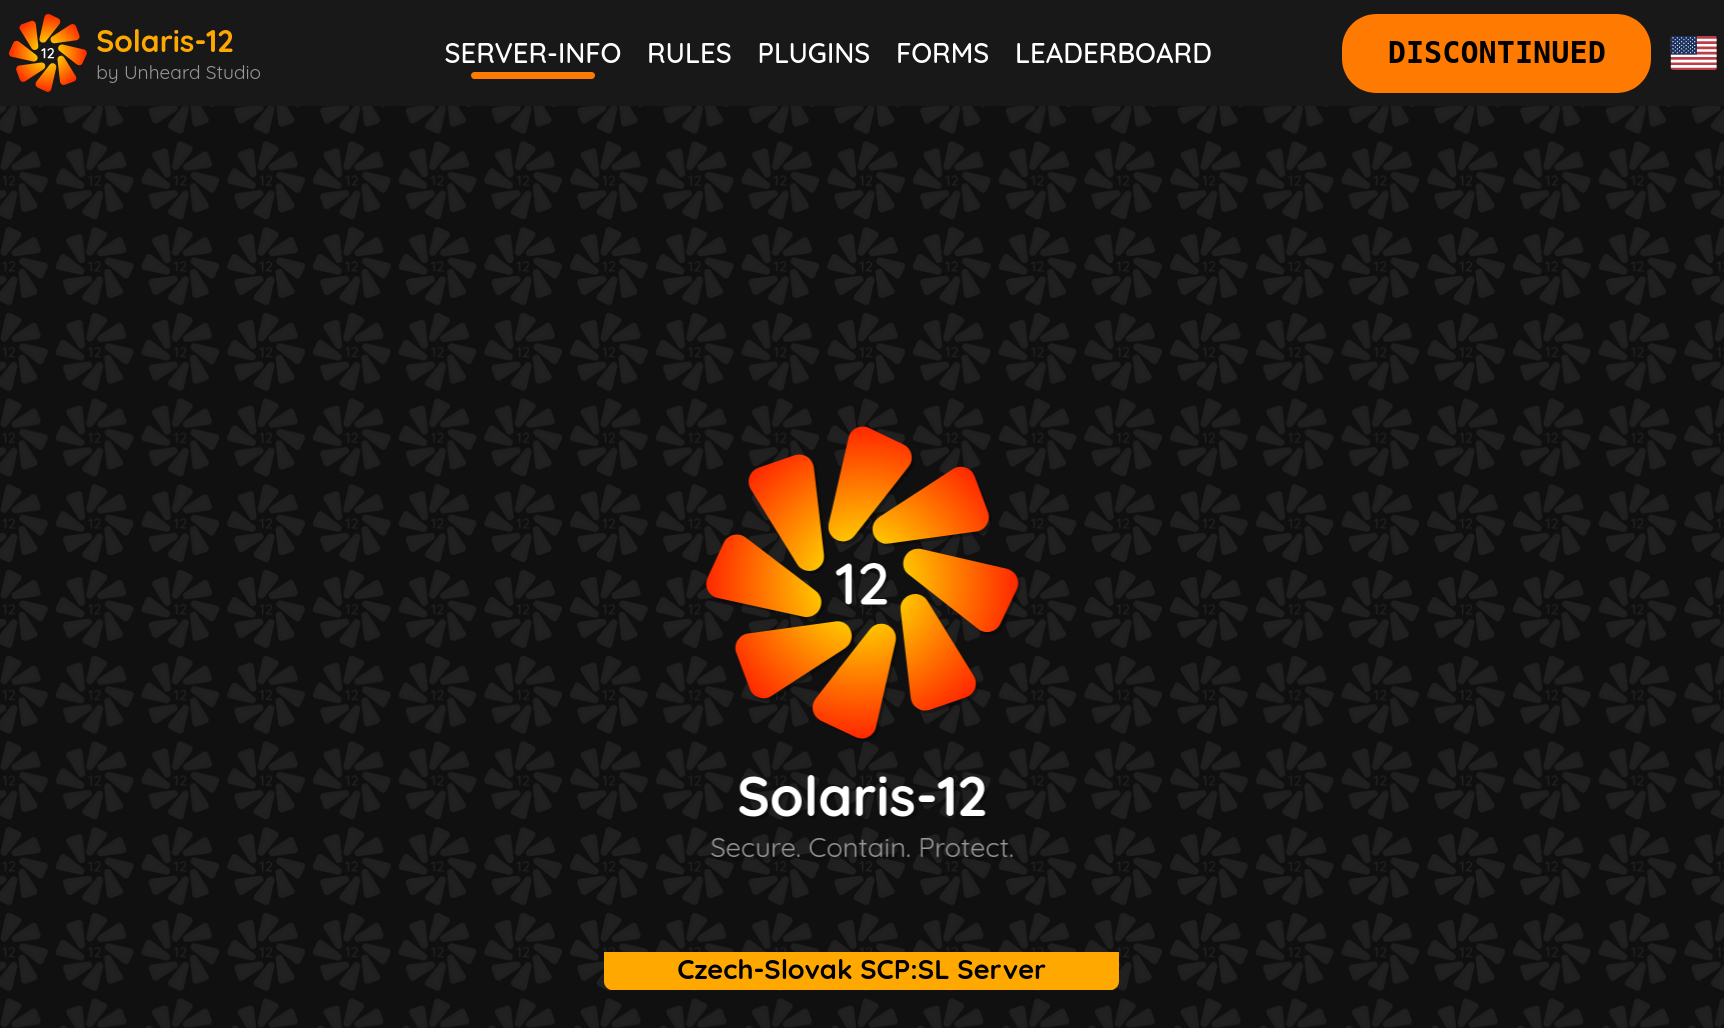 12
Solaris-12
by Unheard Studio
SERVER-INFO RULES PLUGINS FORMS LEADERBOARD
DISCONTINUED
12
Solaris-12
Secure. Contain. Protect.
Czech-Slovak SCP:SL Server